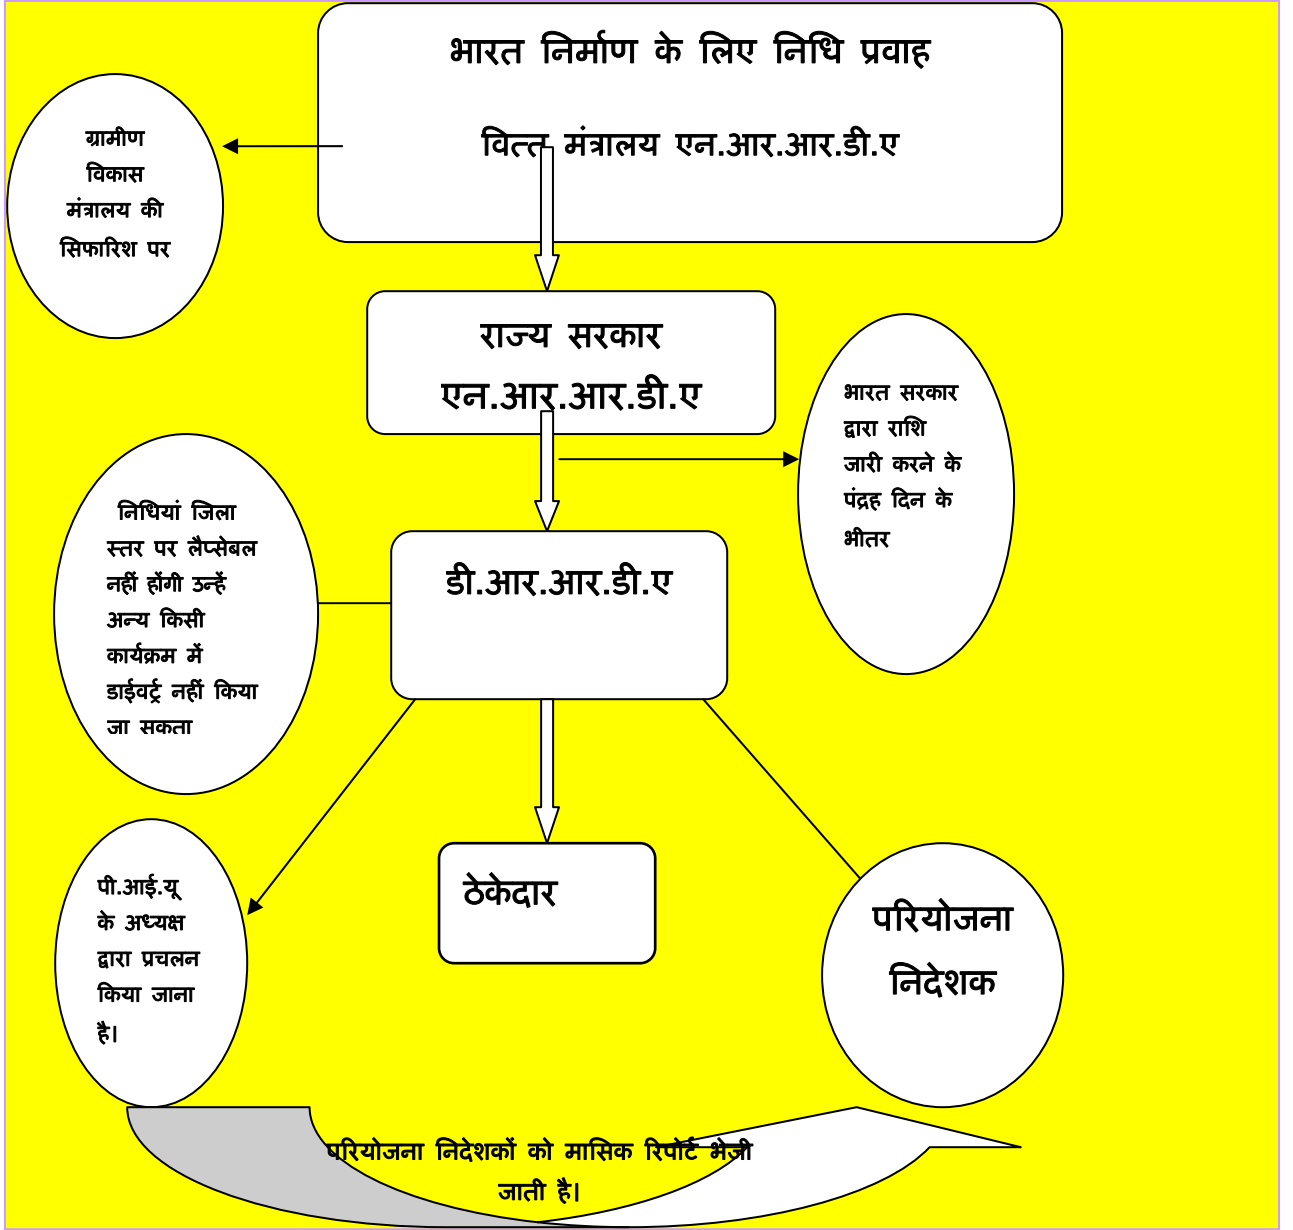 भारत निर्माण के लिए निधि प्रवाह
वित्त मंत्रालय एन.आर.आर.डी.ए
ग्रामीण
विकास
मंत्रालय की
सिफारिश पर
राज्य सरकार
एन.आर.आर.डी.ए
भारत सरकार
द्वारा राशि
जारी करने के
पंद्रह दिन के
भीतर
निधियां जिला
स्तर पर लैप्सेबल
नहीं होंगी उन्हें
अन्य किसी
कार्यक्रम में
डाईवर्ट्र नहीं किया
जा सकता
डी.आर.आर.डी.ए
पी.आई.यू
के अध्यक्ष
द्वारा प्रचलन
किया जाना
है।
ठेकेदार
परियोजना
निदेशक
परियोजना निदेशकों को मासिक रिपोर्ट भेजी
जाती है।